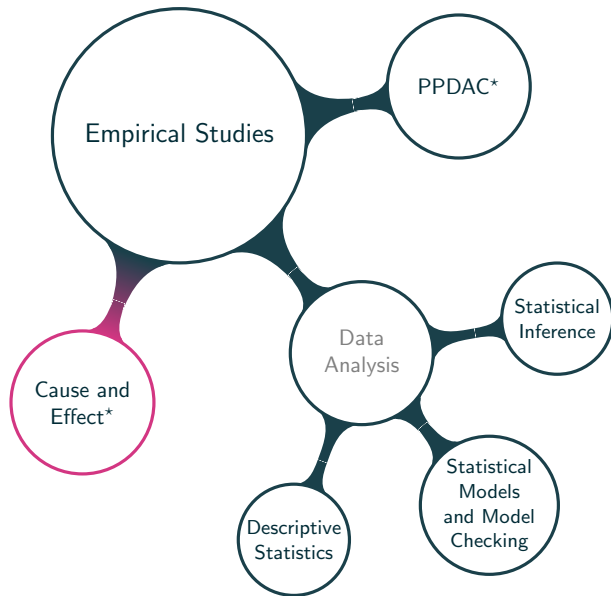 PPDAC*
Empirical Studies
Statistical
Inference
Data
Analysis
Cause and
Effect*
Statistical
Models
and Model
Checking
Descriptive
Statistics